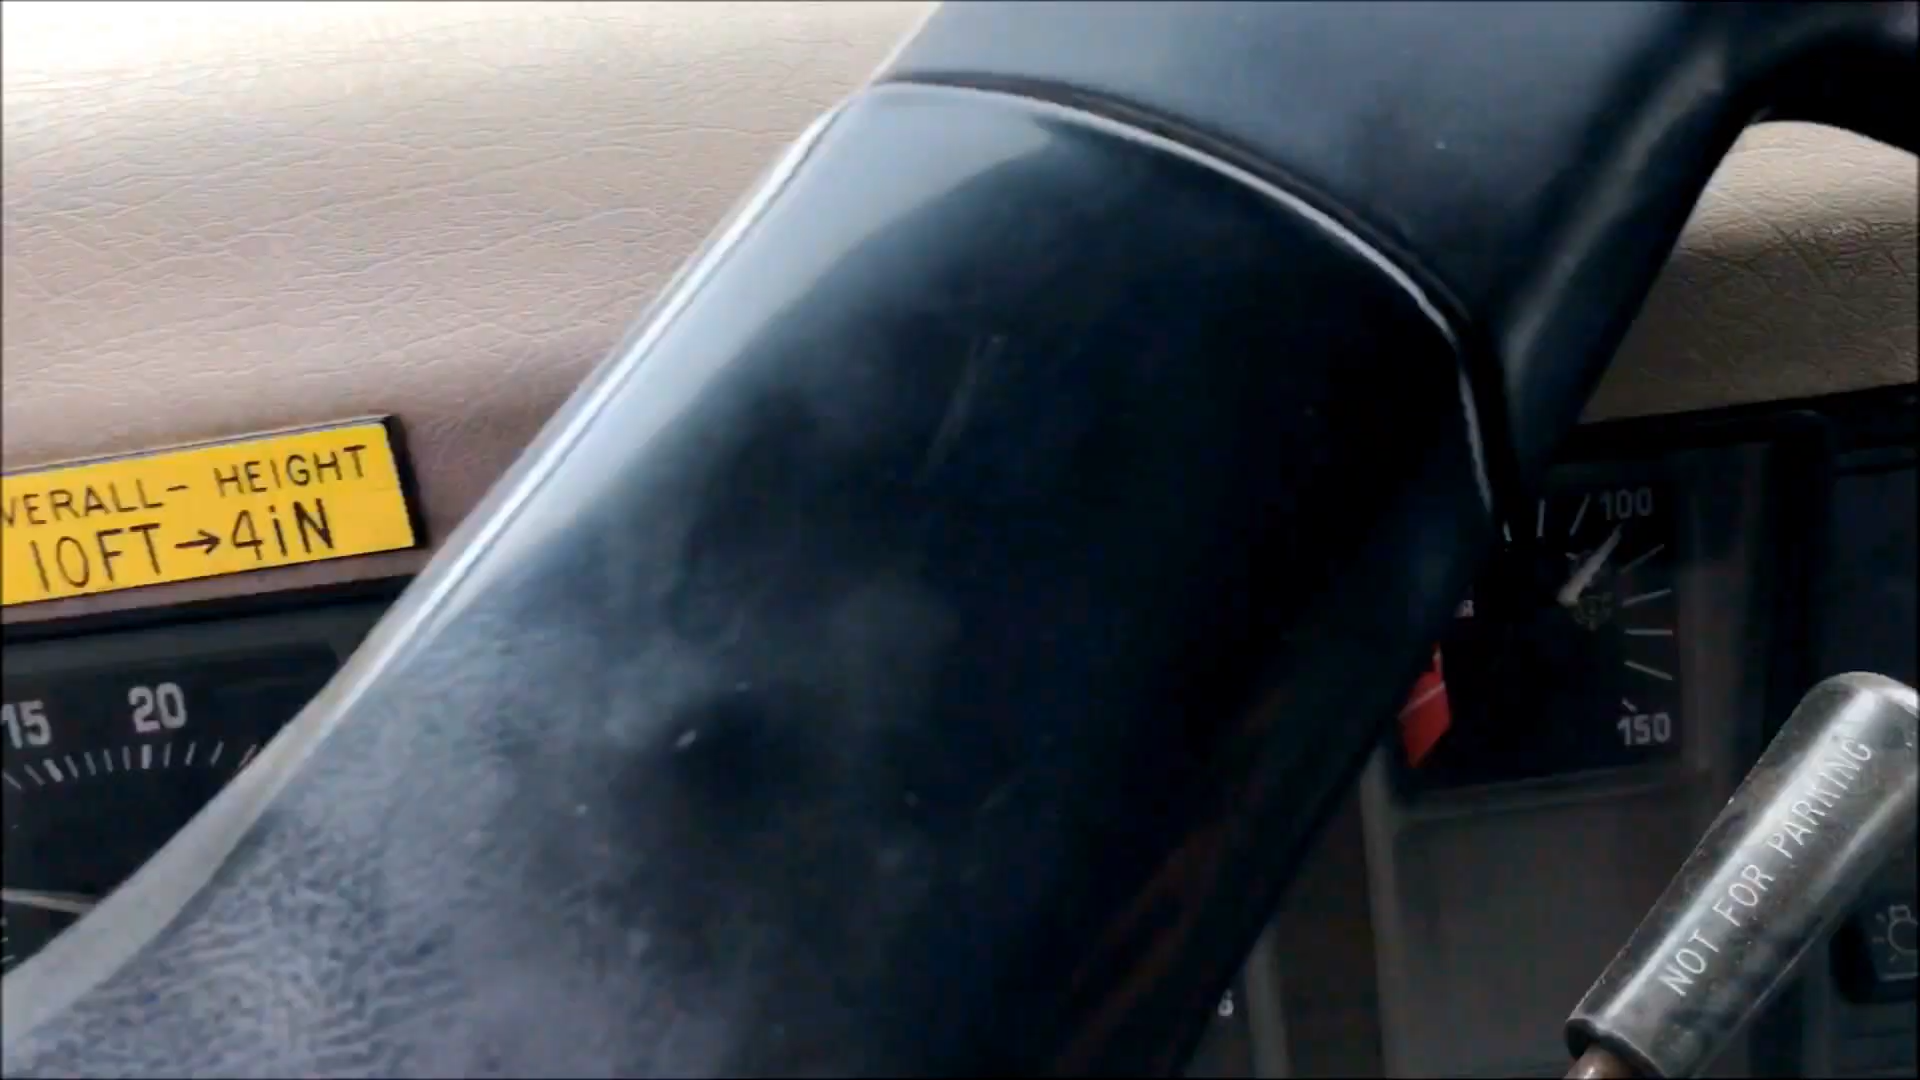 VERALL- HEIGHT
10FT→4iN
15 20
100
150
NOT FOR PARKING